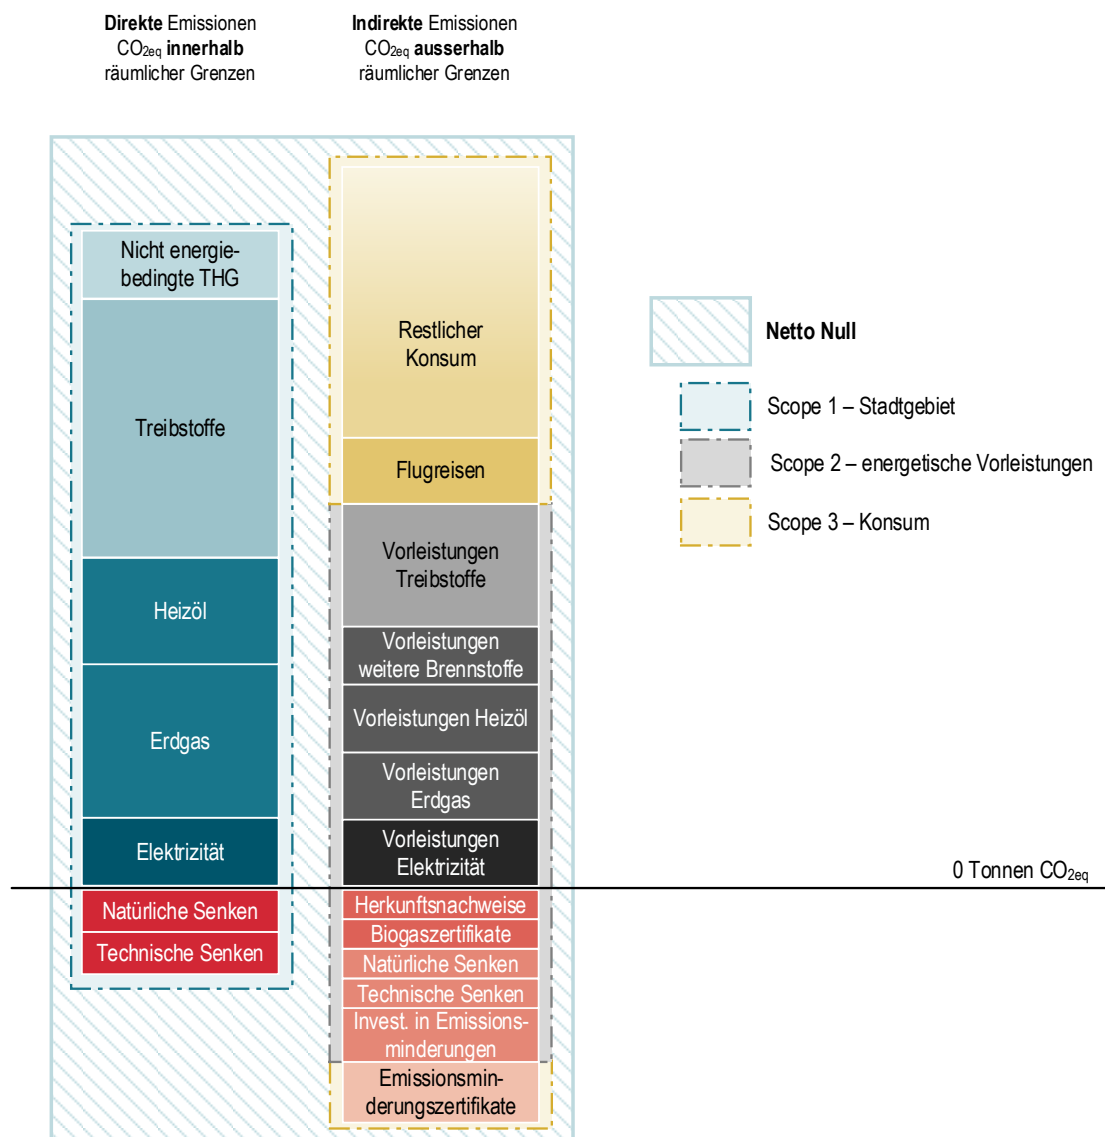 Direkte Emissionen
CO2eq innerhalb
räumlicher Grenzen
Indirekte Emissionen
CO2eq ausserhalb
räumlicher Grenzen
Nicht energie-
bedingte THG
Treibstoffe
Heizöl
Erdgas
Elektrizität
Natürliche Senken
Technische Senken
Restlicher
Konsum
Flugreisen
Vorleistungen
Treibstoffe
Vorleistungen
weitere Brennstoffe
Vorleistungen Heizöl
Vorleistungen
Erdgas
Vorleistungen
Elektrizität
Herkunftsnachweise
Biogaszertifikate
Natürliche Senken
Technische Senken
Invest. in Emissions-
minderungen
Emissionsmin-
derungszertifikate
Netto Null
Scope 1 – Stadtgebiet
Scope 2 – energetische Vorleistungen
Scope 3 – Konsum
0 Tonnen CO2eq